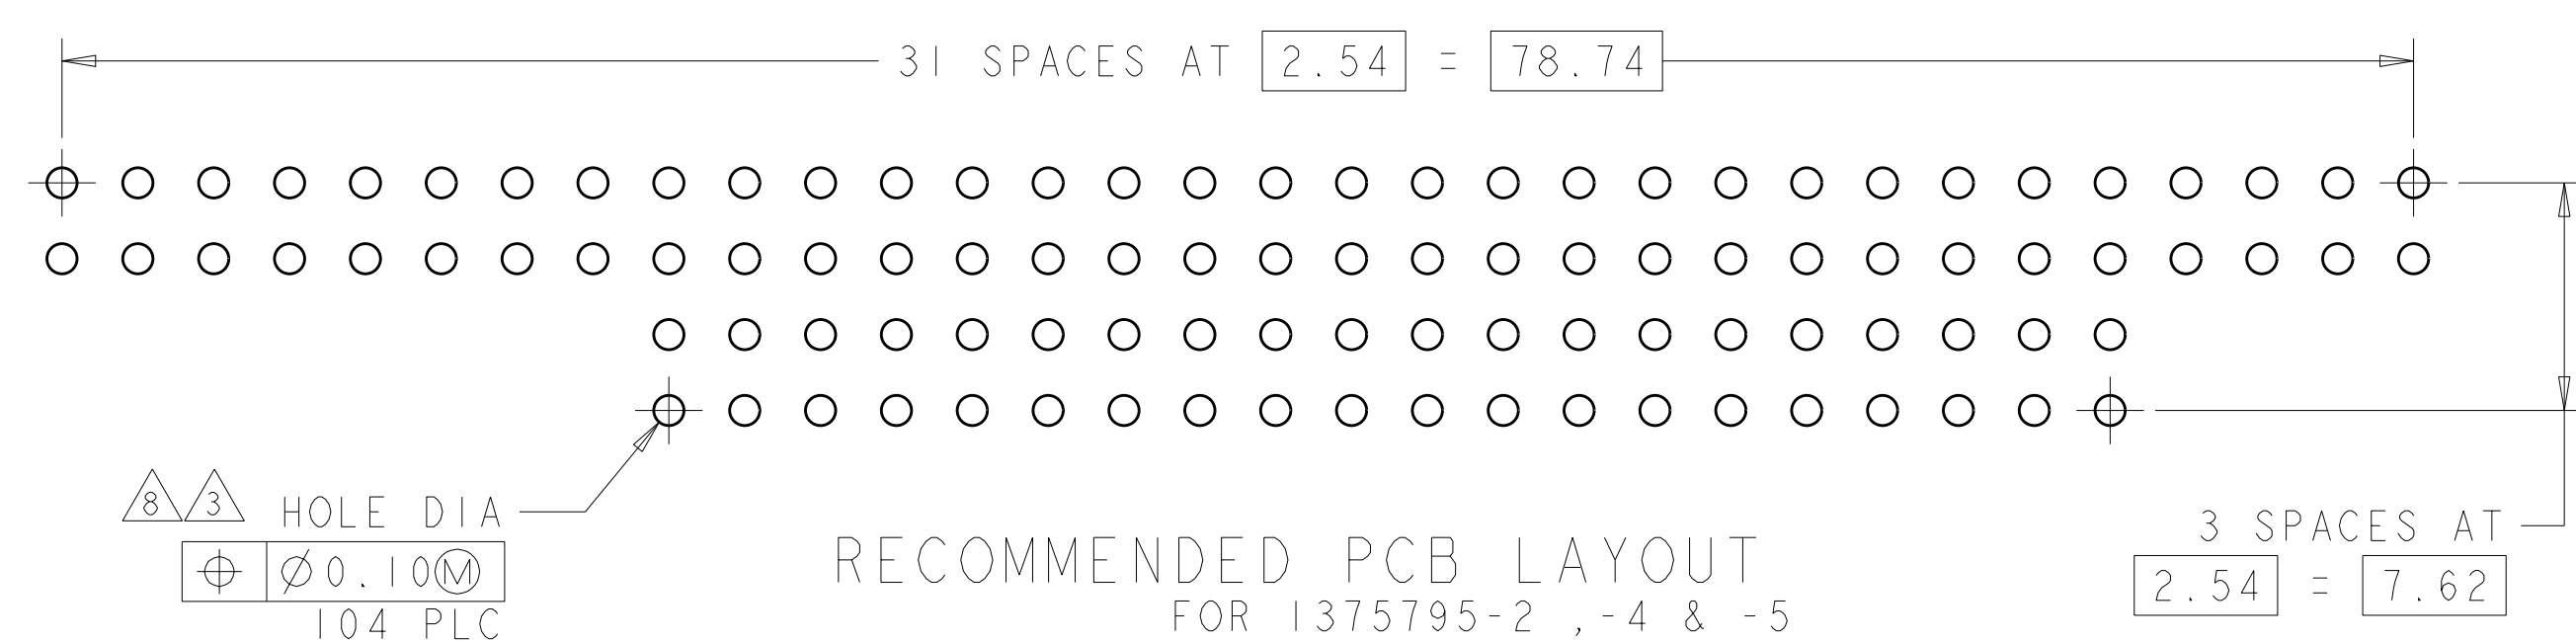 31 SPACES AT 2.54 = 78.74
8 3 HOLE DIA
⌖ Ø0.10Ⓜ
104 PLC
RECOMMENDED PCB LAYOUT
FOR 1375795-2 ,-4 & -5
3 SPACES AT
2.54 = 7.62